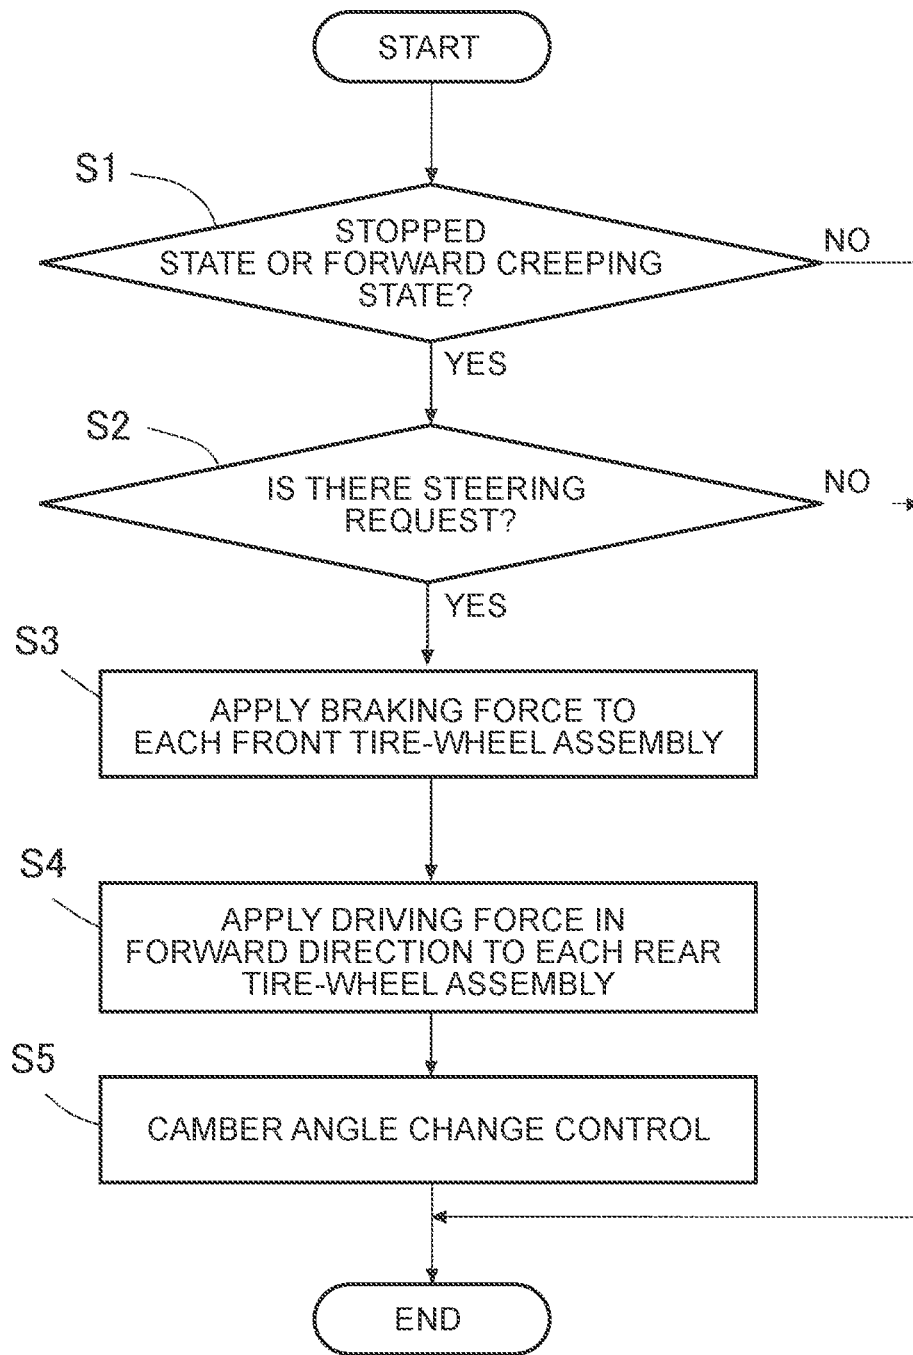 START
S1
STOPPED
STATE OR FORWARD CREEPING
STATE?
NO
YES
S2
IS THERE STEERING
REQUEST?
NO
YES
S3
APPLY BRAKING FORCE TO
EACH FRONT TIRE-WHEEL ASSEMBLY
S4
APPLY DRIVING FORCE IN
FORWARD DIRECTION TO EACH REAR
TIRE-WHEEL ASSEMBLY
S5
CAMBER ANGLE CHANGE CONTROL
END